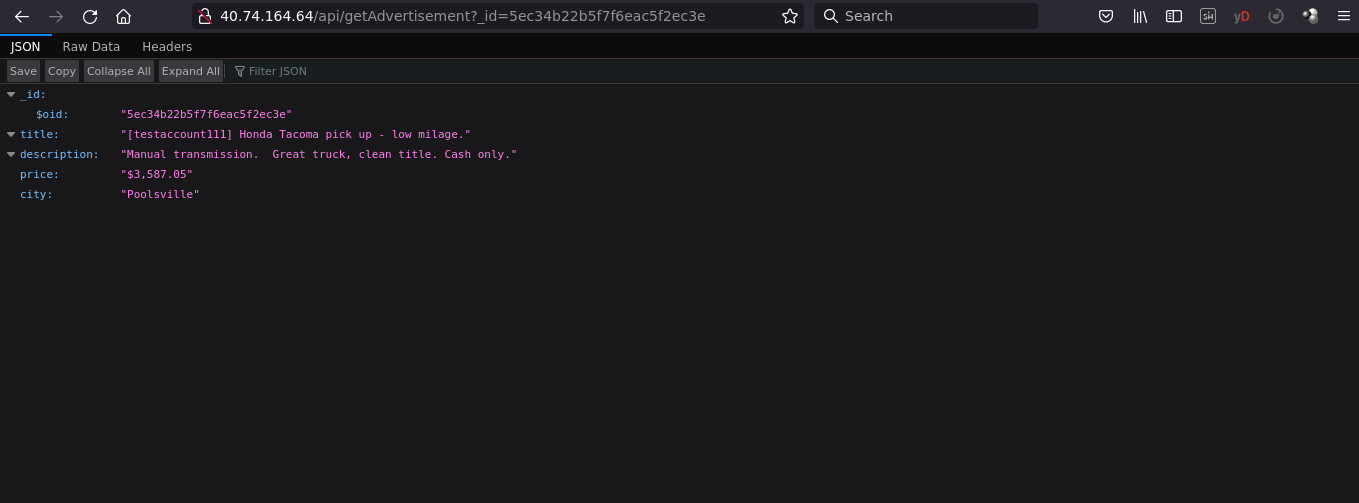 40.74.164.64/api/getAdvertisement?_id=5ec34b22b5f7f6eac5f2ec3e Search yD
JSON Raw Data Headers
Save Copy Collapse All Expand All Filter JSON
_id:
$oid: "5ec34b22b5f7f6eac5f2ec3e"
title: "[testaccount111] Honda Tacoma pick up - low milage."
description: "Manual transmission.  Great truck, clean title. Cash only."
price: "$3,587.05"
city: "Poolsville"